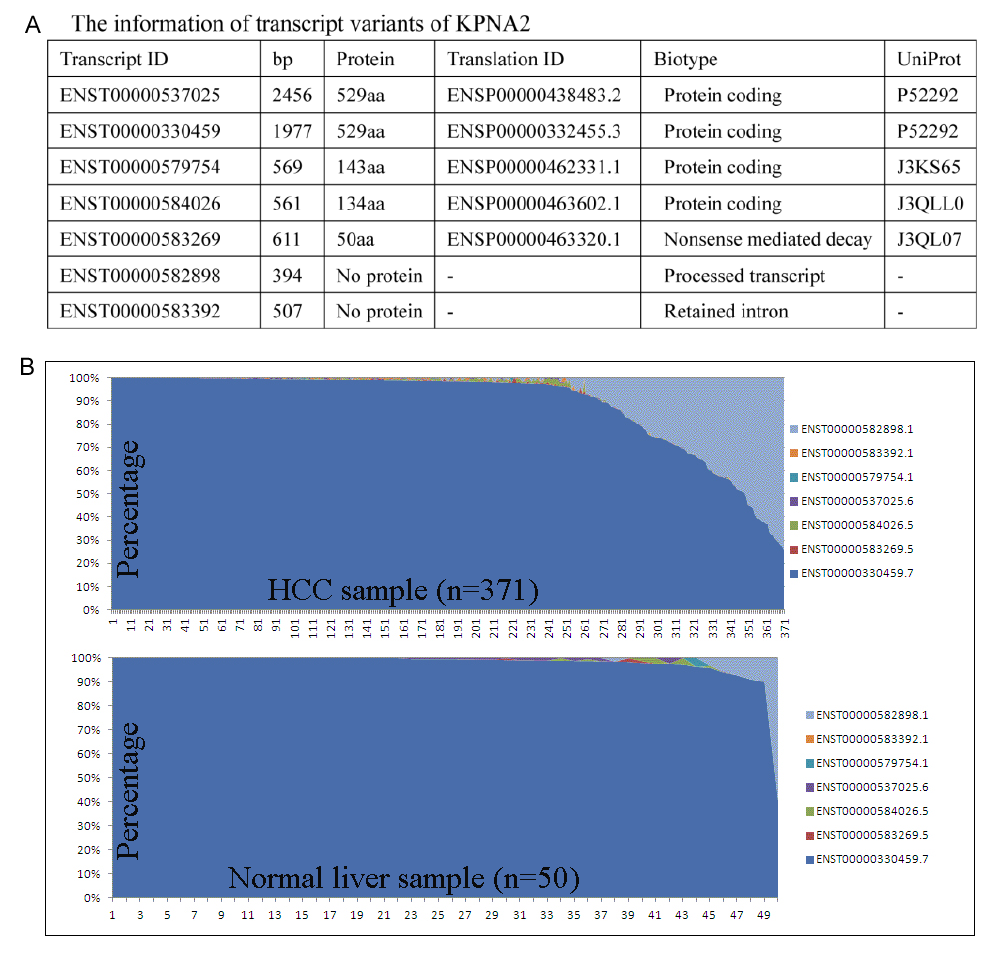 A The information of transcript variants of KPNA2
Transcript ID bp Protein Translation ID Biotype UniProt
ENST00000537025 2456 529aa ENSP00000438483.2 Protein coding P52292
ENST00000330459 1977 529aa ENSP00000332455.3 Protein coding P52292
ENST00000579754 569 143aa ENSP00000462331.1 Protein coding J3KS65
ENST00000584026 561 134aa ENSP00000463602.1 Protein coding J3QLL0
ENST00000583269 611 50aa ENSP00000463320.1 Nonsense mediated decay J3QL07
ENST00000582898 394 No protein - Processed transcript -
ENST00000583392 507 No protein - Retained intron -
B
100%
90%
80%
70%
60%
50%
40%
30%
20%
10%
0%
Percentage
HCC sample (n=371)
1 11 21 31 41 51 61 71 81 91 101 111 121 131 141 151 161 171 181 191 201 211 221 231 241 251 261 271 281 291 301 311 321 331 341 351 361 371
ENST00000582898.1
ENST00000583392.1
ENST00000579754.1
ENST00000537025.6
ENST00000584026.5
ENST00000583269.5
ENST00000330459.7
100%
90%
80%
70%
60%
50%
40%
30%
20%
10%
0%
Percentage
Normal liver sample (n=50)
1 3 5 7 9 11 13 15 17 19 21 23 25 27 29 31 33 35 37 39 41 43 45 47 49
ENST00000582898.1
ENST00000583392.1
ENST00000579754.1
ENST00000537025.6
ENST00000584026.5
ENST00000583269.5
ENST00000330459.7